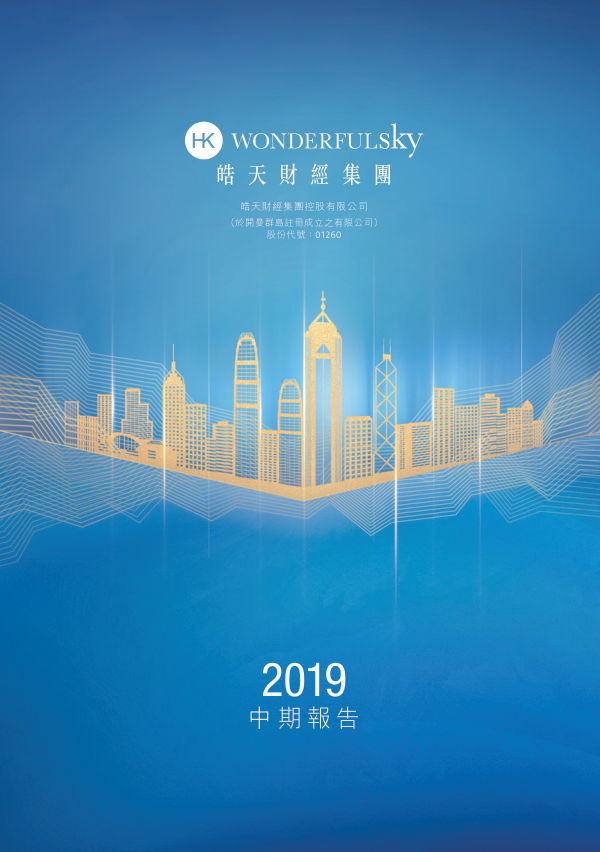 HK WONDERFULsky
皓天財經集團
皓天財經集團控股有限公司
（於開曼群島註冊成立之有限公司）
股份代號：01260
2019
中期報告